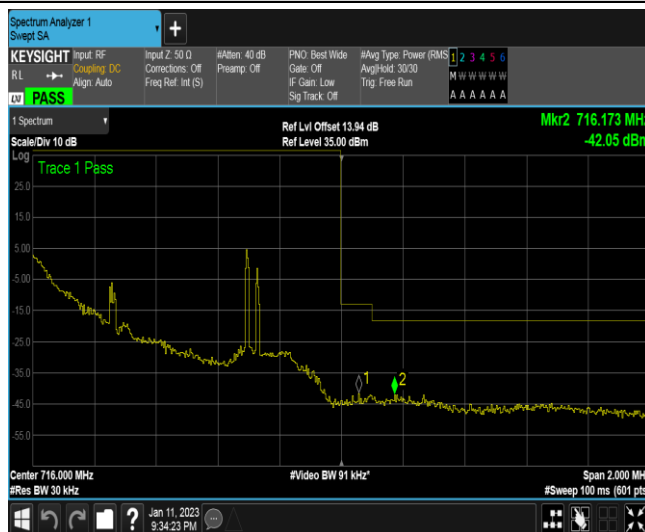 Spectrum Analyzer 1
Swept SA
KEYSIGHT
RL
LXI PASS
Input: RF
Coupling: DC
Align: Auto
Input Z: 50 Ω
Corrections: Off
Freq Ref: Int (S)
#Atten: 40 dB
Preamp: Off
PNO: Best Wide
Gate: Off
IF Gain: Low
Sig Track: Off
#Avg Type: Power (RMS
Avg|Hold: 30/30
Trig: Free Run
1 2 3 4 5 6
M W W W W W
A A A A A A
1 Spectrum
Scale/Div 10 dB
Ref Lvl Offset 13.94 dB
Ref Level 35.00 dBm
Mkr2 716.173 MHz
-42.05 dBm
Log
Trace 1 Pass
25.0
15.0
5.00
-5.00
-15.0
-25.0
-35.0
-45.0
-55.0
1
2
Center 716.000 MHz
#Res BW 30 kHz
#Video BW 91 kHz*
Span 2.000 MHz
#Sweep 100 ms (601 pts
?
Jan 11, 2023
9:34:23 PM